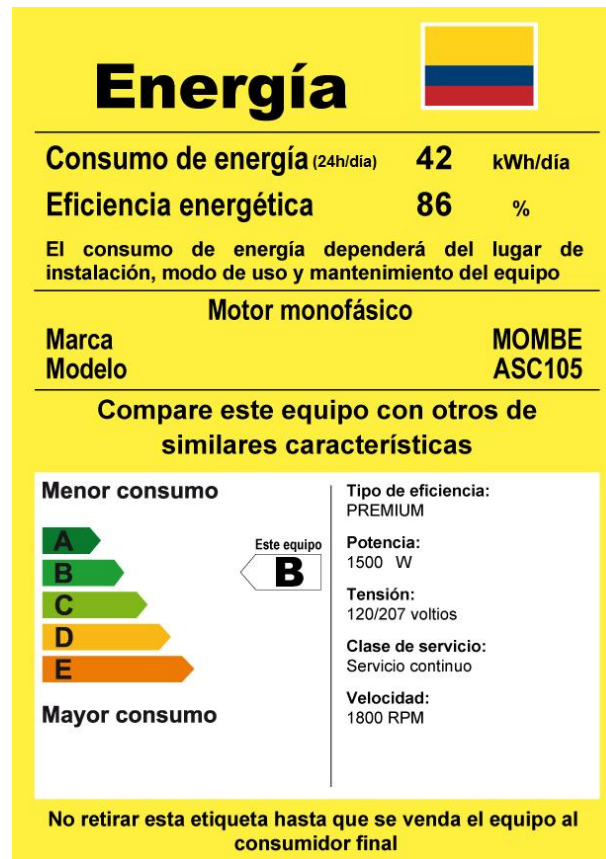 Energía
Consumo de energía (24h/día) 42 kWh/día
Eficiencia energética 86 %
El consumo de energía dependerá del lugar de
instalación, modo de uso y mantenimiento del equipo
Motor monofásico
Marca MOMBE
Modelo ASC105
Compare este equipo con otros de
similares características
Menor consumo
A
B
C
D
E
Mayor consumo
Este equipo
B
Tipo de eficiencia:
PREMIUM
Potencia:
1500 W
Tensión:
120/207 voltios
Clase de servicio:
Servicio continuo
Velocidad:
1800 RPM
No retirar esta etiqueta hasta que se venda el equipo al
consumidor final